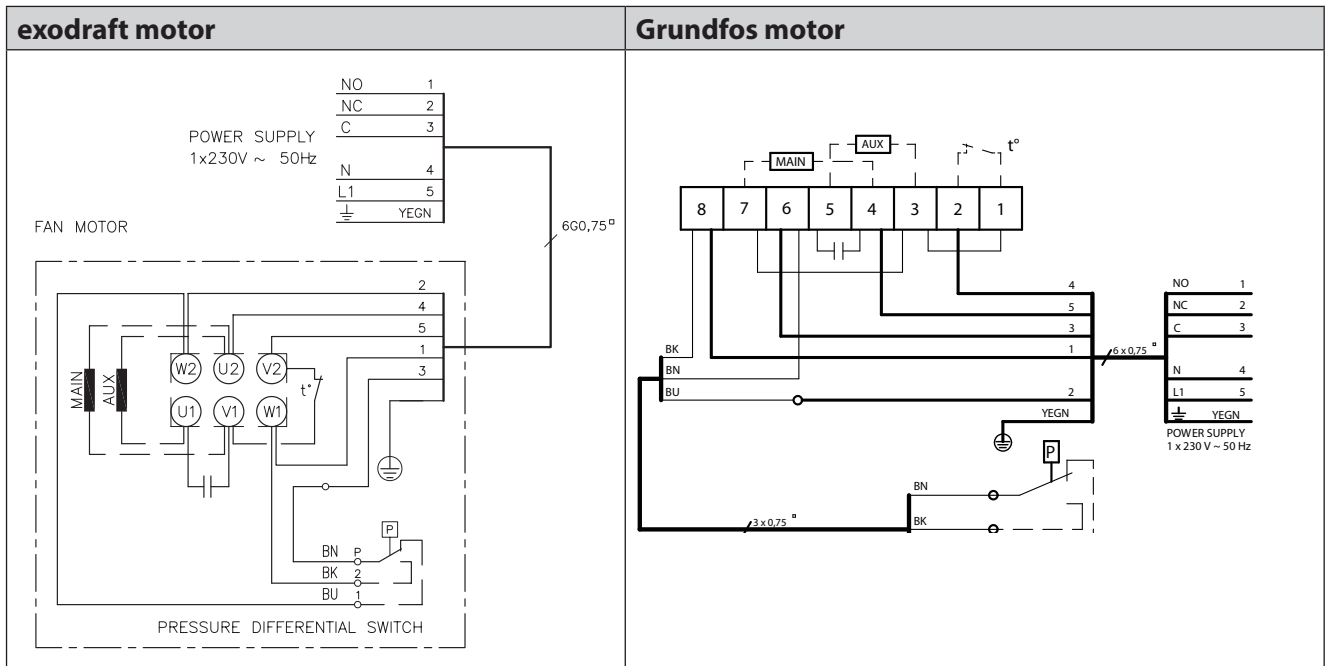 exodraft motor
NO 1
NC 2
C 3
POWER SUPPLY
1x230V ~ 50Hz
N 4
L1 5
YEGN
FAN MOTOR
6G0,75
2
4
5
1
3
MAIN
AUX
W2 U2 V2
t°
U1 V1 W1
P
BN P
BK 2
BU 1
PRESSURE DIFFERENTIAL SWITCH
Grundfos motor
MAIN
AUX
t°
8 7 6 5 4 3 2 1
4
5
3
1
2
YEGN
6 x 0,75
NO 1
NC 2
C 3
N 4
L1 5
YEGN
POWER SUPPLY
1 x 230 V ~ 50 Hz
BK
BN
BU
P
BN
BK
3 x 0,75